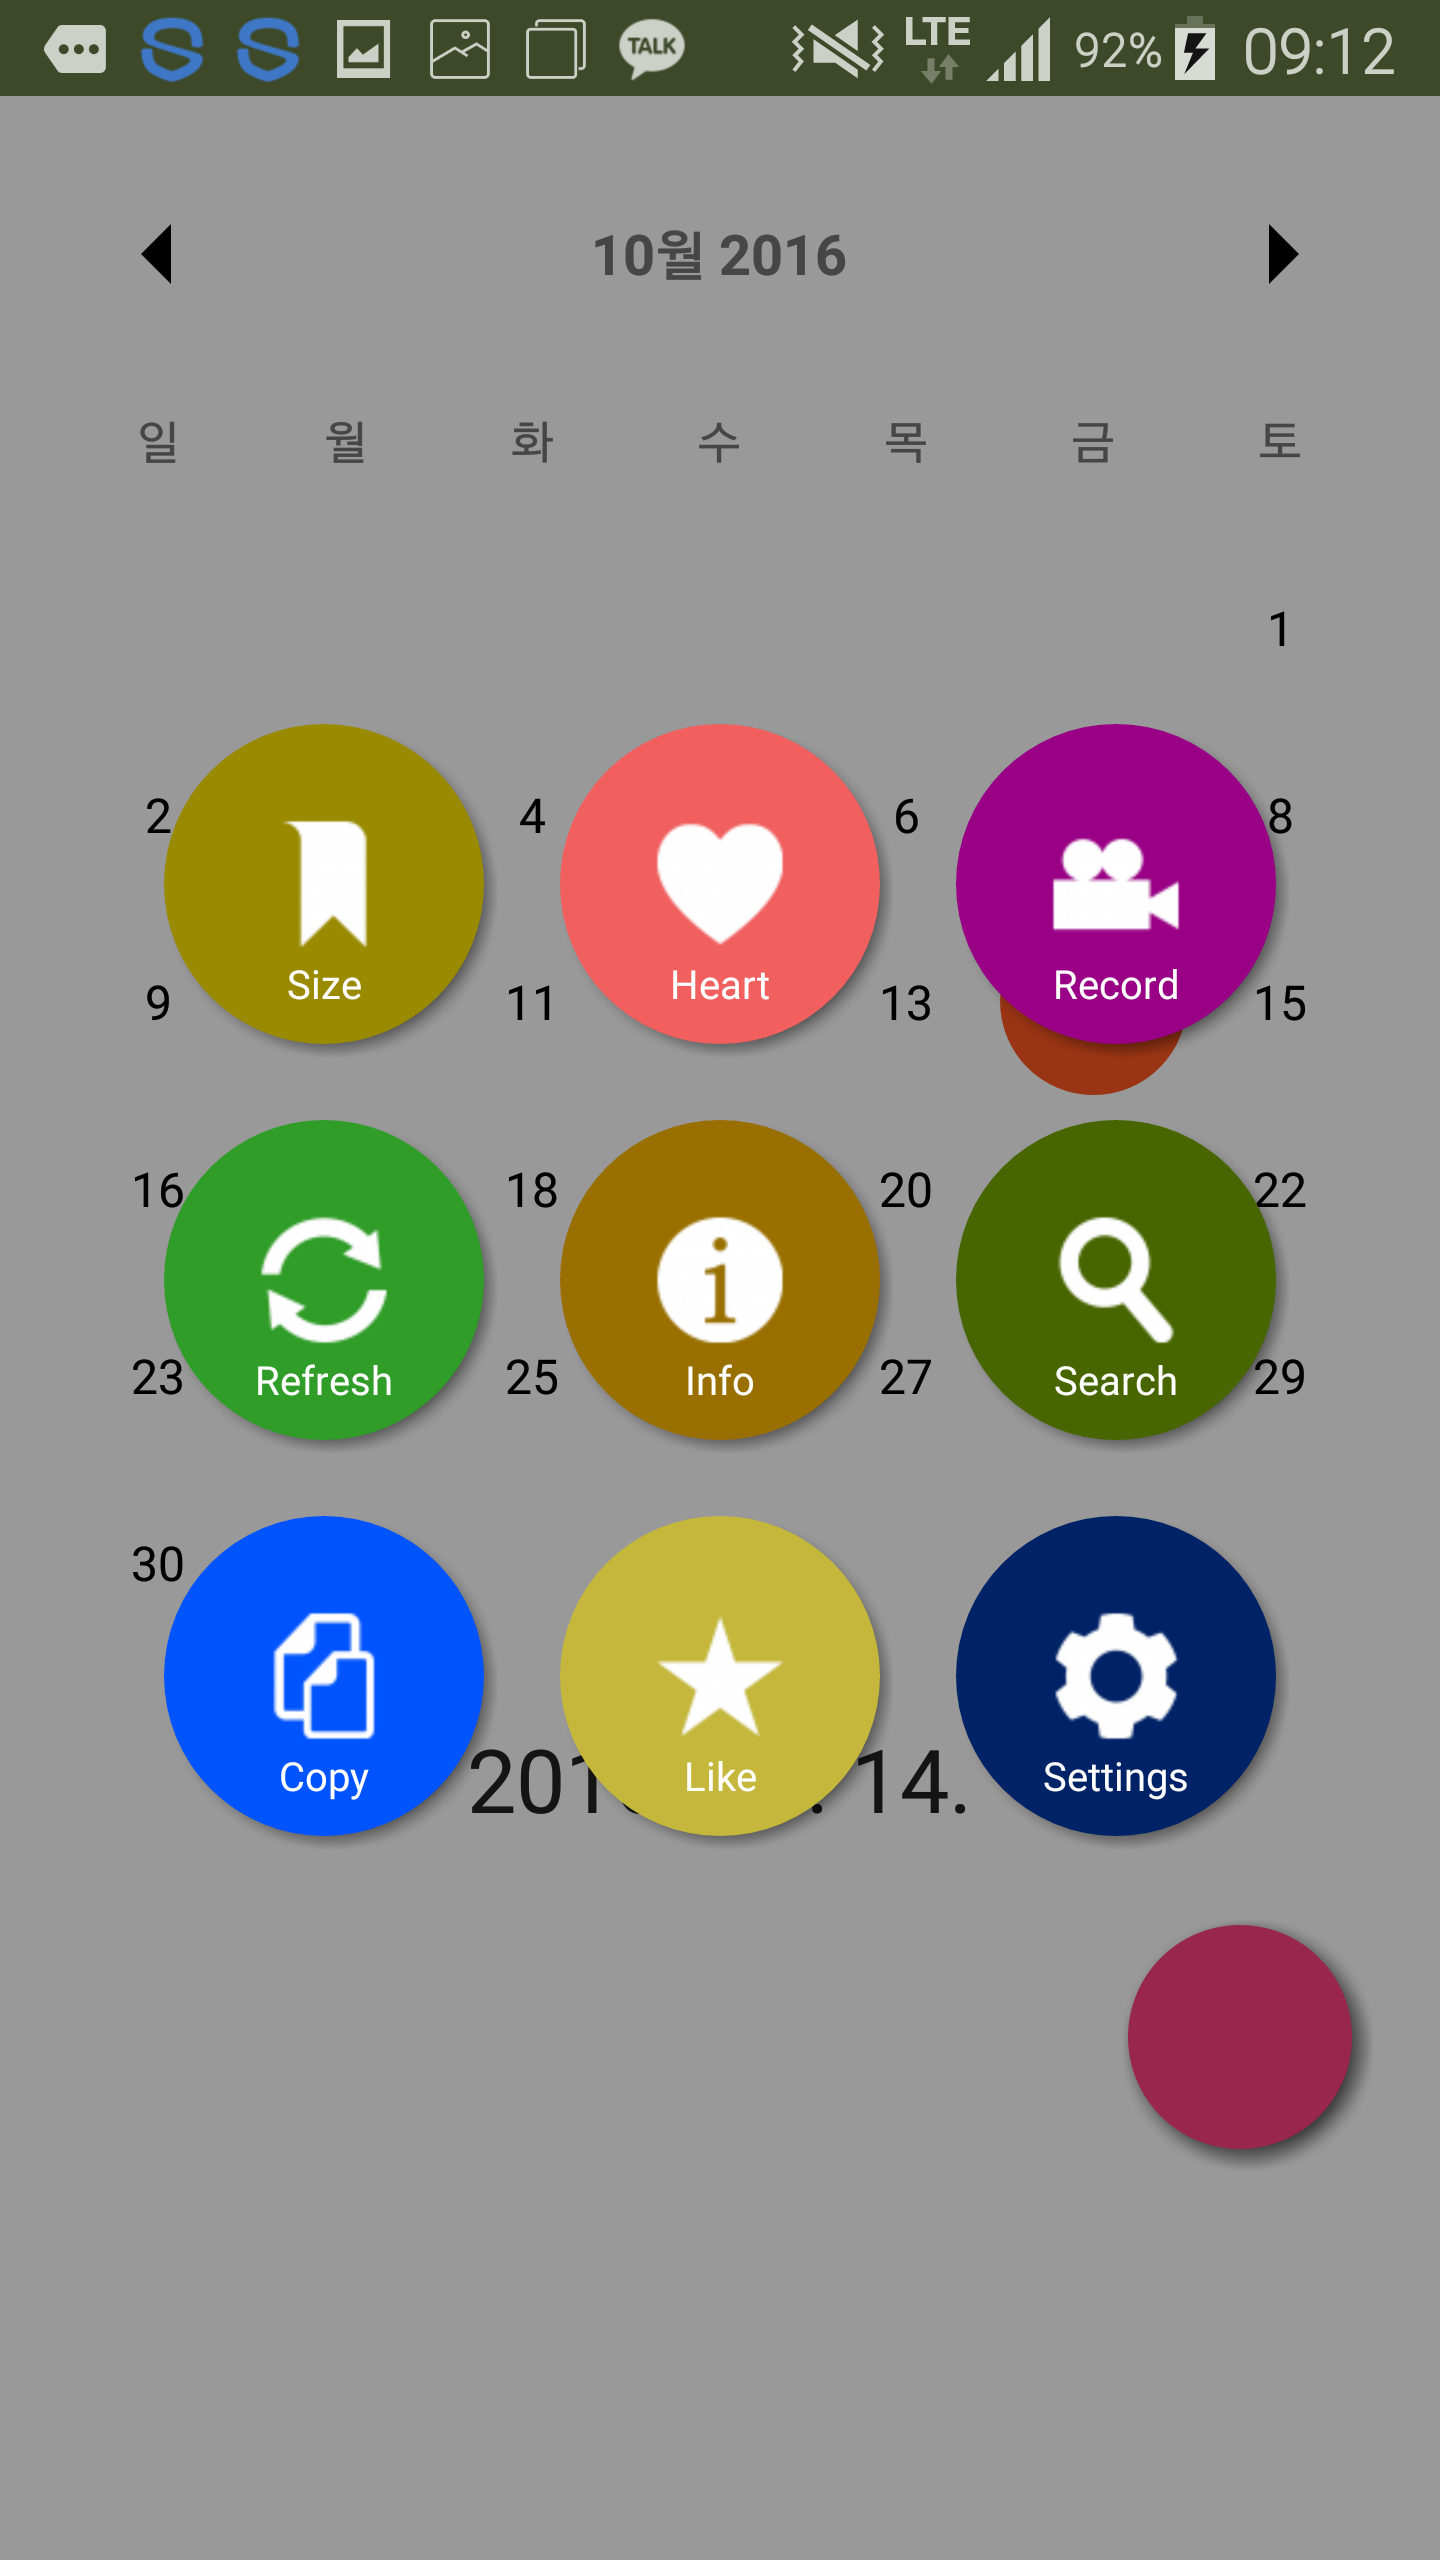 TALK LTE 92% 09:12
10월 2016
일 월 화 수 목 금 토
1
2 4 6 8
Size Heart Record
9 11 13 15
16 18 20 22
Refresh Info Search
23 25 27 29
30
Copy Like Settings
14.